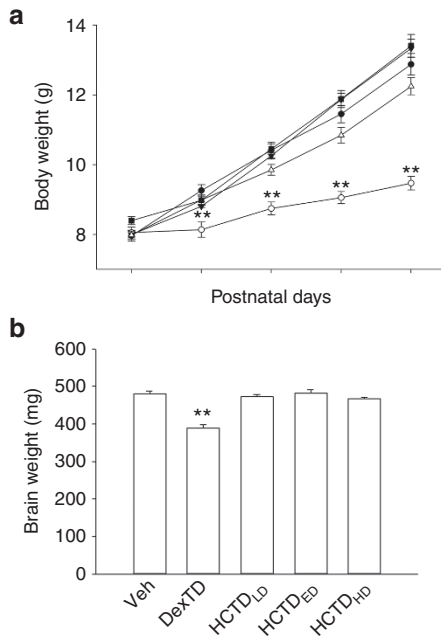 a
14
12
10
8
Body weight (g)
**
**
**
**
Postnatal days
b
600
500
400
300
200
100
0
Brain weight (mg)
**
Veh
DexTD
HCTDLD
HCTDED
HCTDHD